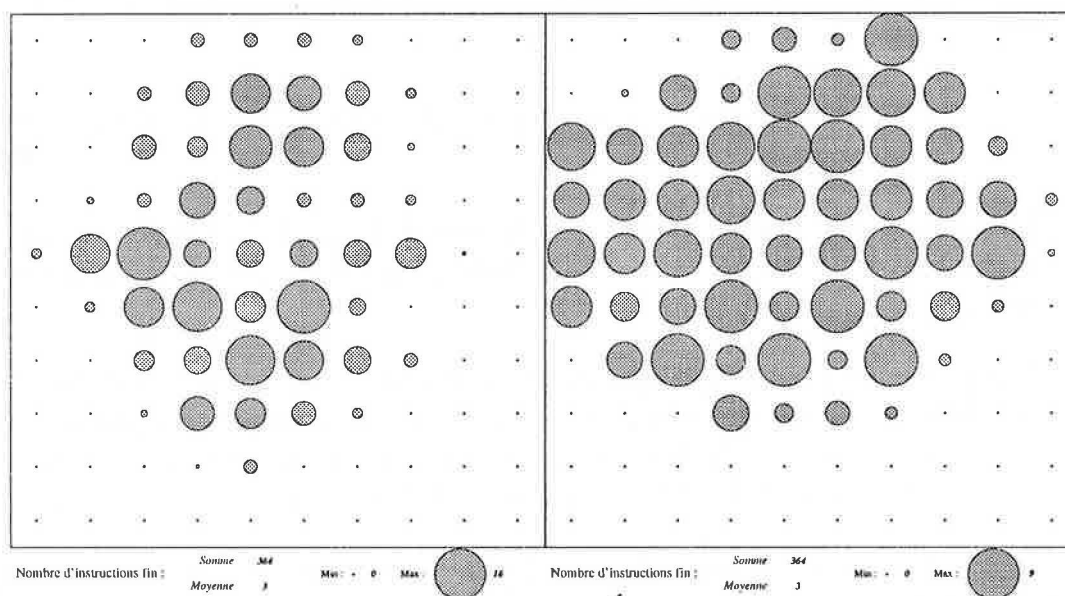 Somme 364
Nombre d'instructions fin : Min : - 0 Max : 16
Moyenne 3
Somme 364
Nombre d'instructions fin : Min : - 0 Max : 9
Moyenne 3